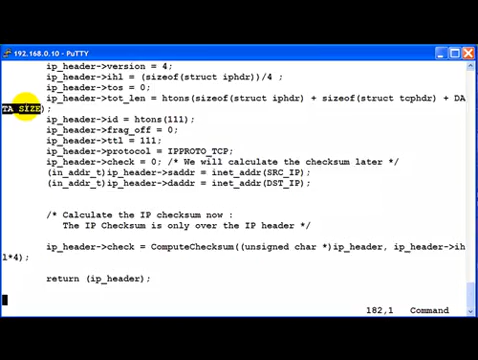 192.168.0.10 - PuTTY
ip_header->version = 4;
ip_header->ihl = (sizeof(struct iphdr))/4 ;
ip_header->tos = 0;
ip_header->tot_len = htons(sizeof(struct iphdr) + sizeof(struct tcphdr) + DA
TA_SIZE);
ip_header->id = htons(111);
ip_header->frag_off = 0;
ip_header->ttl = 111;
ip_header->protocol = IPPROTO_TCP;
ip_header->check = 0; /* We will calculate the checksum later */
(in_addr_t)ip_header->saddr = inet_addr(SRC_IP);
(in_addr_t)ip_header->daddr = inet_addr(DST_IP);
/* Calculate the IP checksum now :
The IP Checksum is only over the IP header */
ip_header->check = ComputeChecksum((unsigned char *)ip_header, ip_header->ih
l*4);
return (ip_header);
182,1 Command